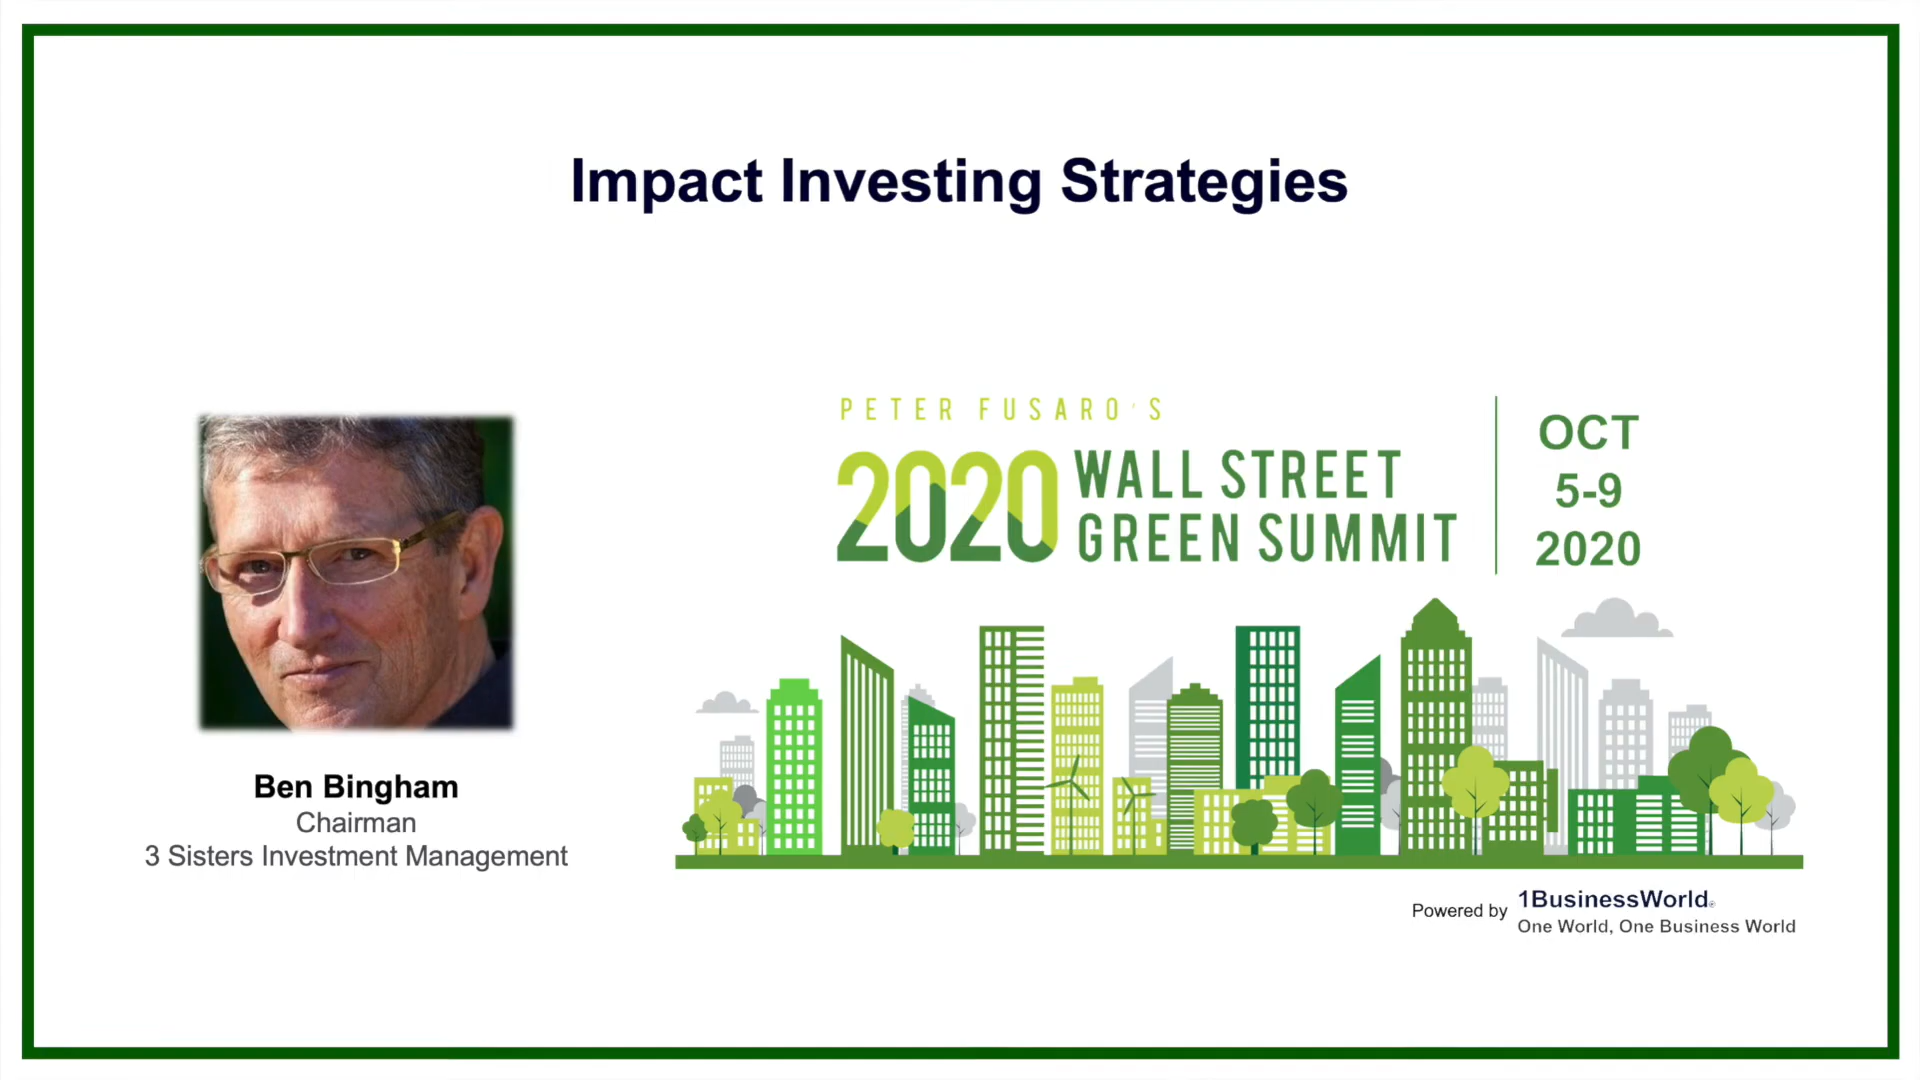 Impact Investing Strategies
PETER FUSARO'S
2020 WALL STREET
GREEN SUMMIT
OCT
5-9
2020
Ben Bingham
Chairman
3 Sisters Investment Management
Powered by 1BusinessWorld®
One World, One Business World